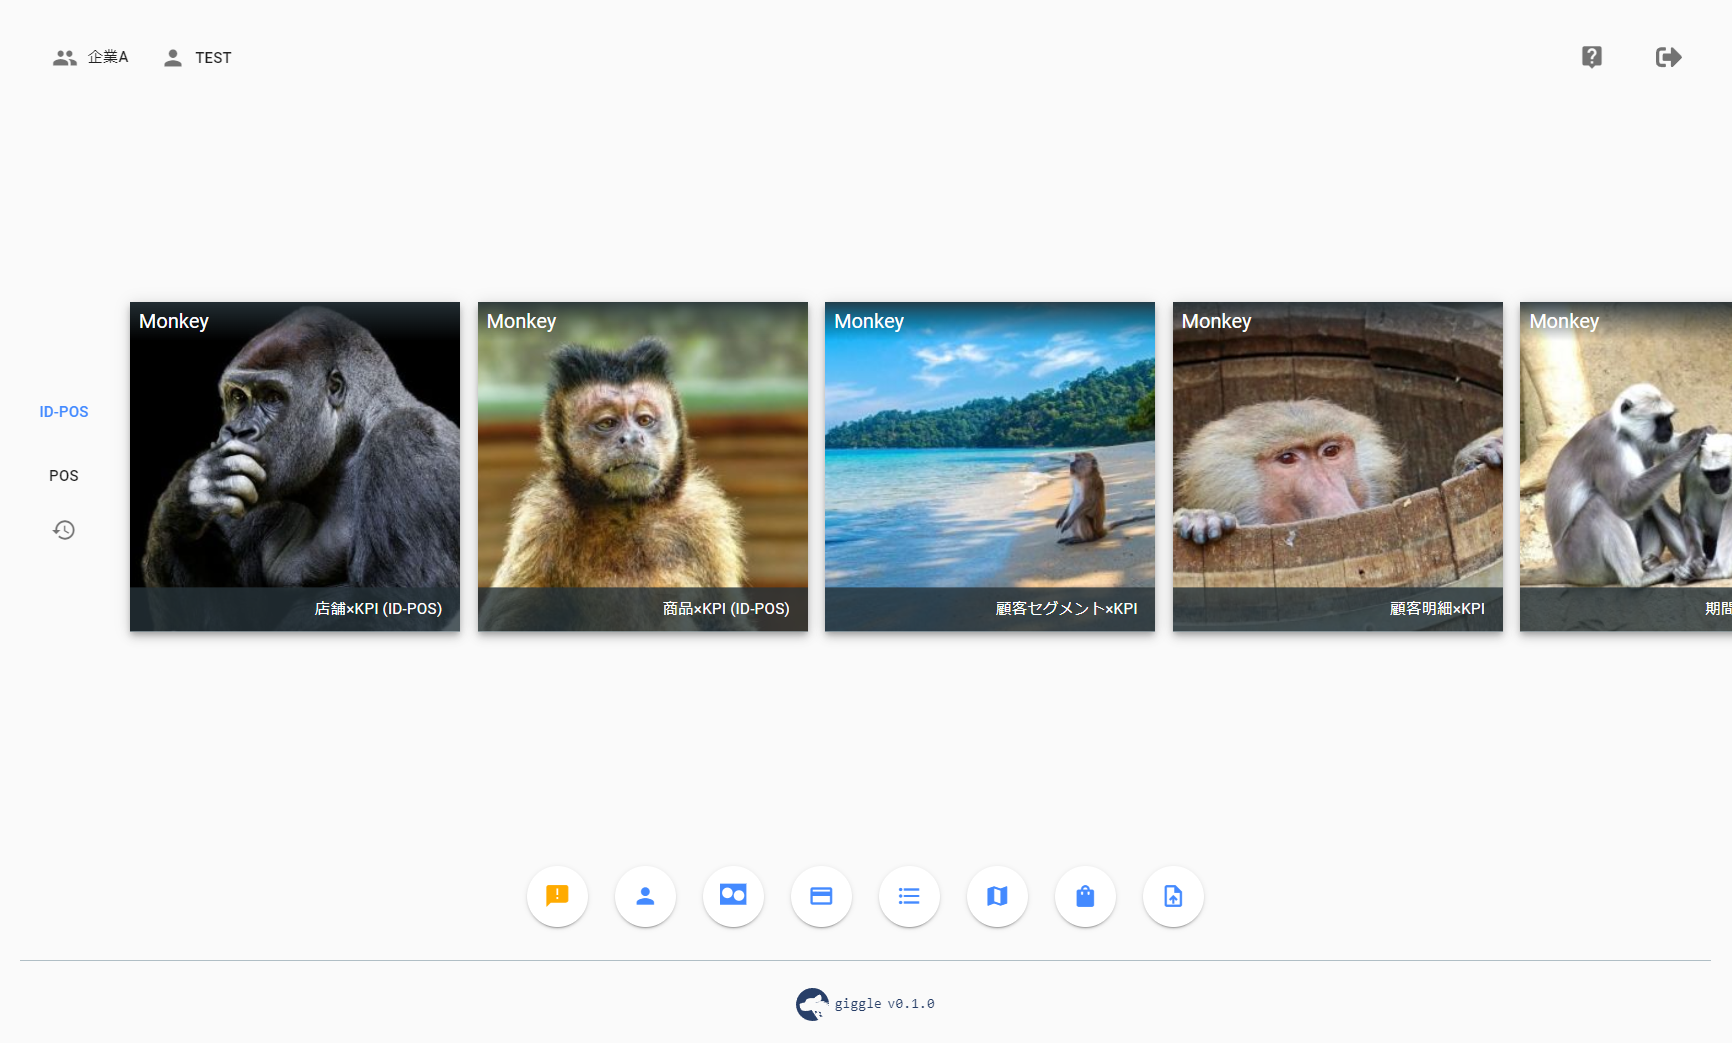 企業A
TEST
ID-POS
POS
Monkey
店舗×KPI (ID-POS)
Monkey
商品×KPI (ID-POS)
Monkey
顧客セグメント×KPI
Monkey
顧客明細×KPI
Monkey
期間
giggle v0.1.0